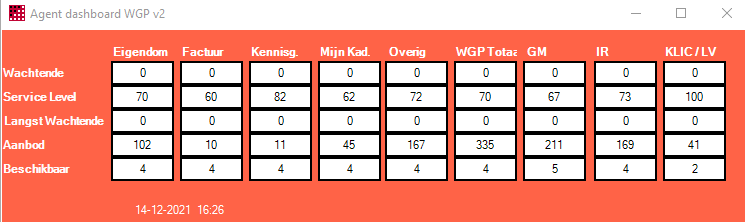 Agent dashboard WGP v2
Eigendom Factuur Kennisg. Mijn Kad. Overig WGP Totaa GM IR KLIC / LV
Wachtende 0 0 0 0 0 0 0 0 0
Service Level 70 60 82 62 72 70 67 73 100
Langst Wachtende 0 0 0 0 0 0 0 0 0
Aanbod 102 10 11 45 167 335 211 169 41
Beschikbaar 4 4 4 4 4 4 5 4 2
14-12-2021 16:26